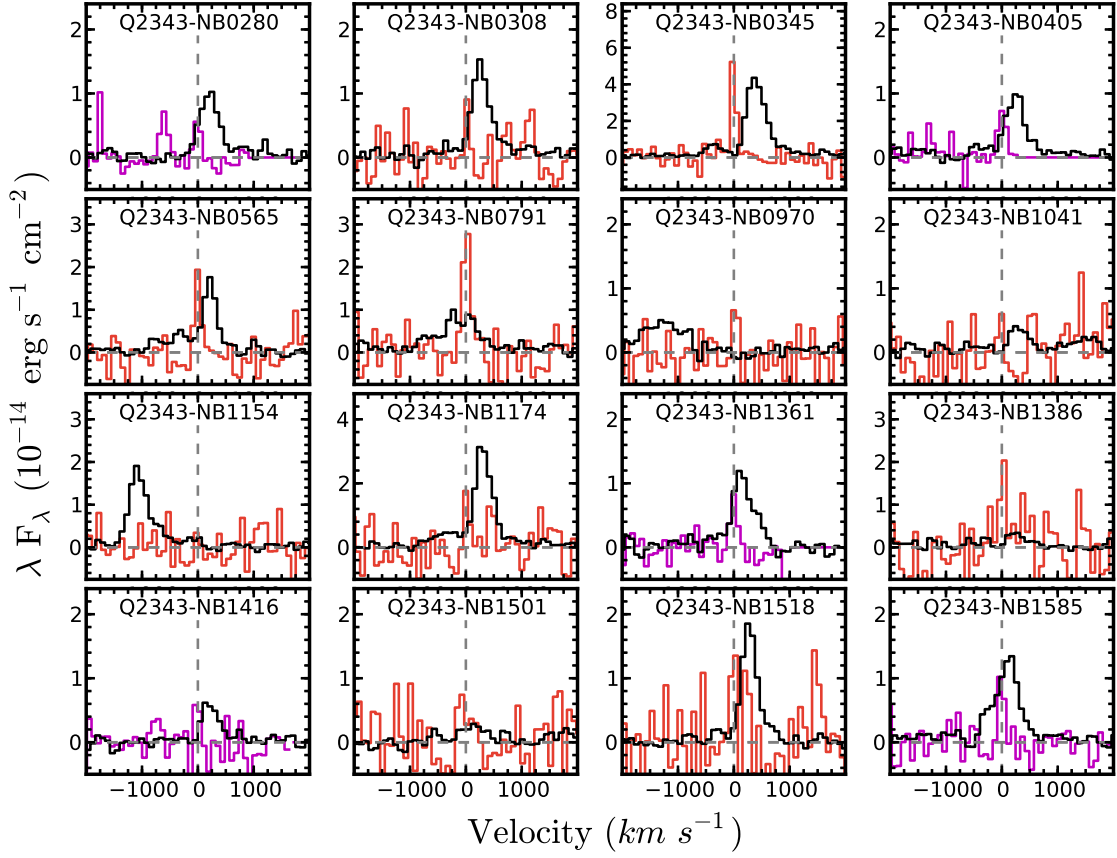 Q2343-NB0280 Q2343-NB0308 Q2343-NB0345 Q2343-NB0405
2 2 8 2
6
1 1 4 1
2
0 0 0 0
Q2343-NB0565 Q2343-NB0791 Q2343-NB0970 Q2343-NB1041
3 3 2 2
2 2
1 1 1 1
0 0 0 0
Q2343-NB1154 Q2343-NB1174 Q2343-NB1361 Q2343-NB1386
3 4 2 3
2 2 1 2
1 1
0 0 0 0
Q2343-NB1416 Q2343-NB1501 Q2343-NB1518 Q2343-NB1585
2 2 2 2
1 1 1 1
0 0 0 0
−1000 0 1000 −1000 0 1000 −1000 0 1000 −1000 0 1000
Velocity (km s⁻¹)
λ F_λ (10⁻¹⁴ erg s⁻¹ cm⁻²)